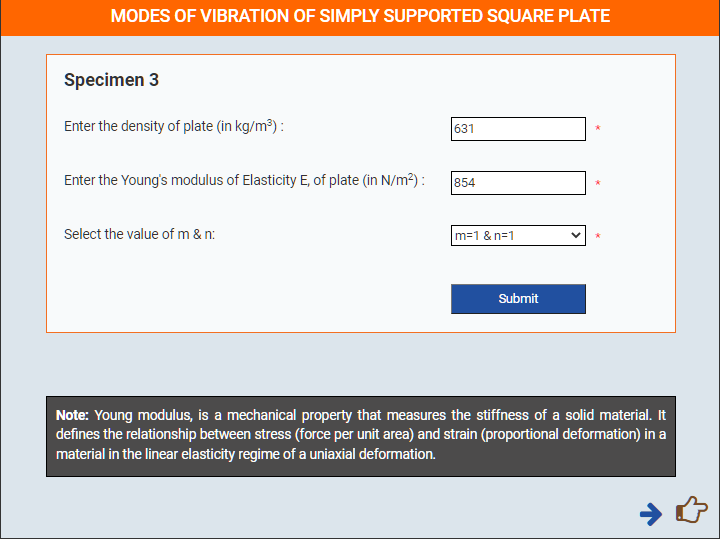 MODES OF VIBRATION OF SIMPLY SUPPORTED SQUARE PLATE
Specimen 3
Enter the density of plate (in kg/m³) :
631
*
Enter the Young's modulus of Elasticity E, of plate (in N/m²) :
854
*
Select the value of m & n:
m=1 & n=1
*
Submit
Note: Young modulus, is a mechanical property that measures the stiffness of a solid material. It
defines the relationship between stress (force per unit area) and strain (proportional deformation) in a
material in the linear elasticity regime of a uniaxial deformation.